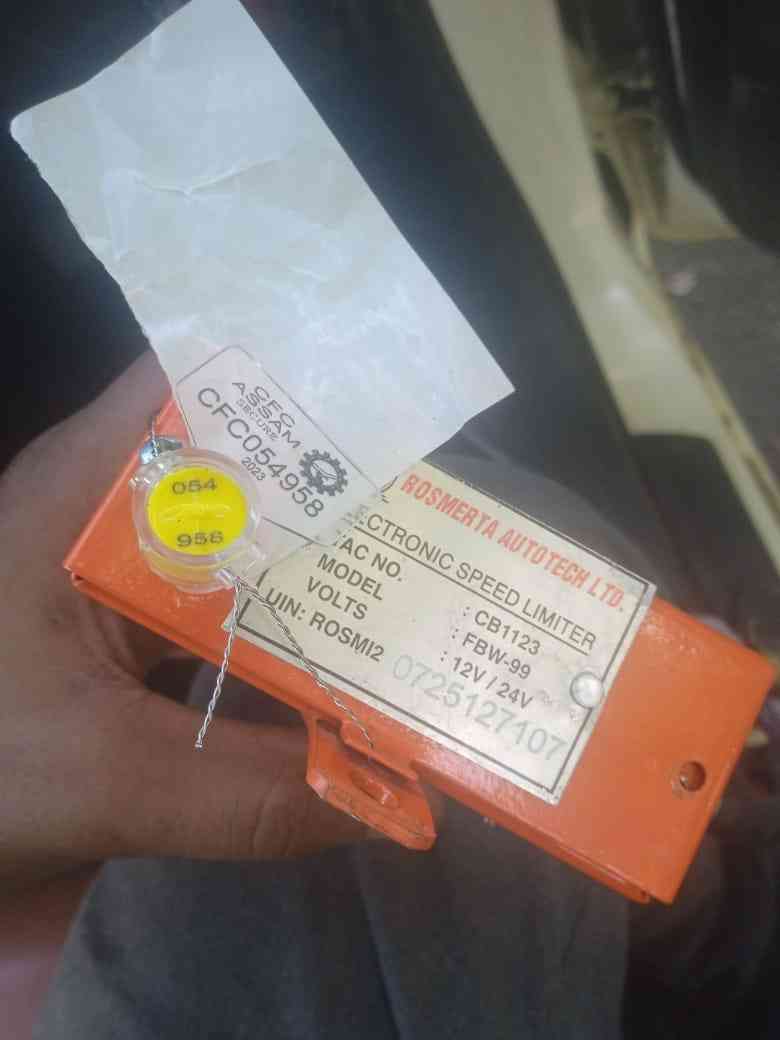 CFC
ASSAM
SECURE
CFC054958
2023
054
958
ROSMERTA AUTOTECH LTD.
ECTRONIC SPEED LIMITER
TAC NO. : CB1123
MODEL : FBW-99
VOLTS : 12V / 24V
UIN: ROSMI2 0725127107